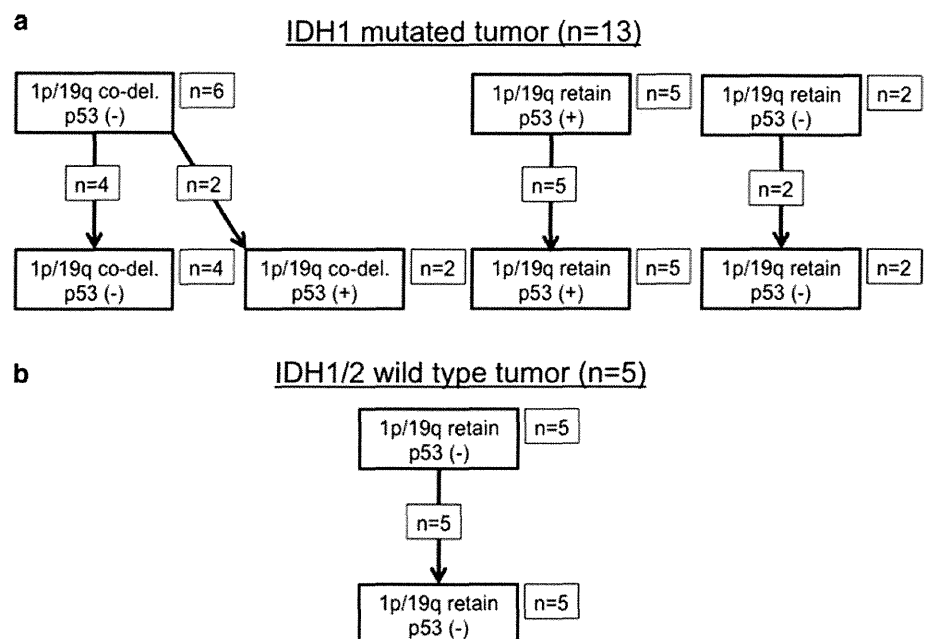 a
IDH1 mutated tumor (n=13)
1p/19q co-del.
p53 (-)
n=6
1p/19q retain
p53 (+)
n=5
1p/19q retain
p53 (-)
n=2
n=4
n=2
n=5
n=2
1p/19q co-del.
p53 (-)
n=4
1p/19q co-del.
p53 (+)
n=2
1p/19q retain
p53 (+)
n=5
1p/19q retain
p53 (-)
n=2
b
IDH1/2 wild type tumor (n=5)
1p/19q retain
p53 (-)
n=5
n=5
1p/19q retain
p53 (-)
n=5